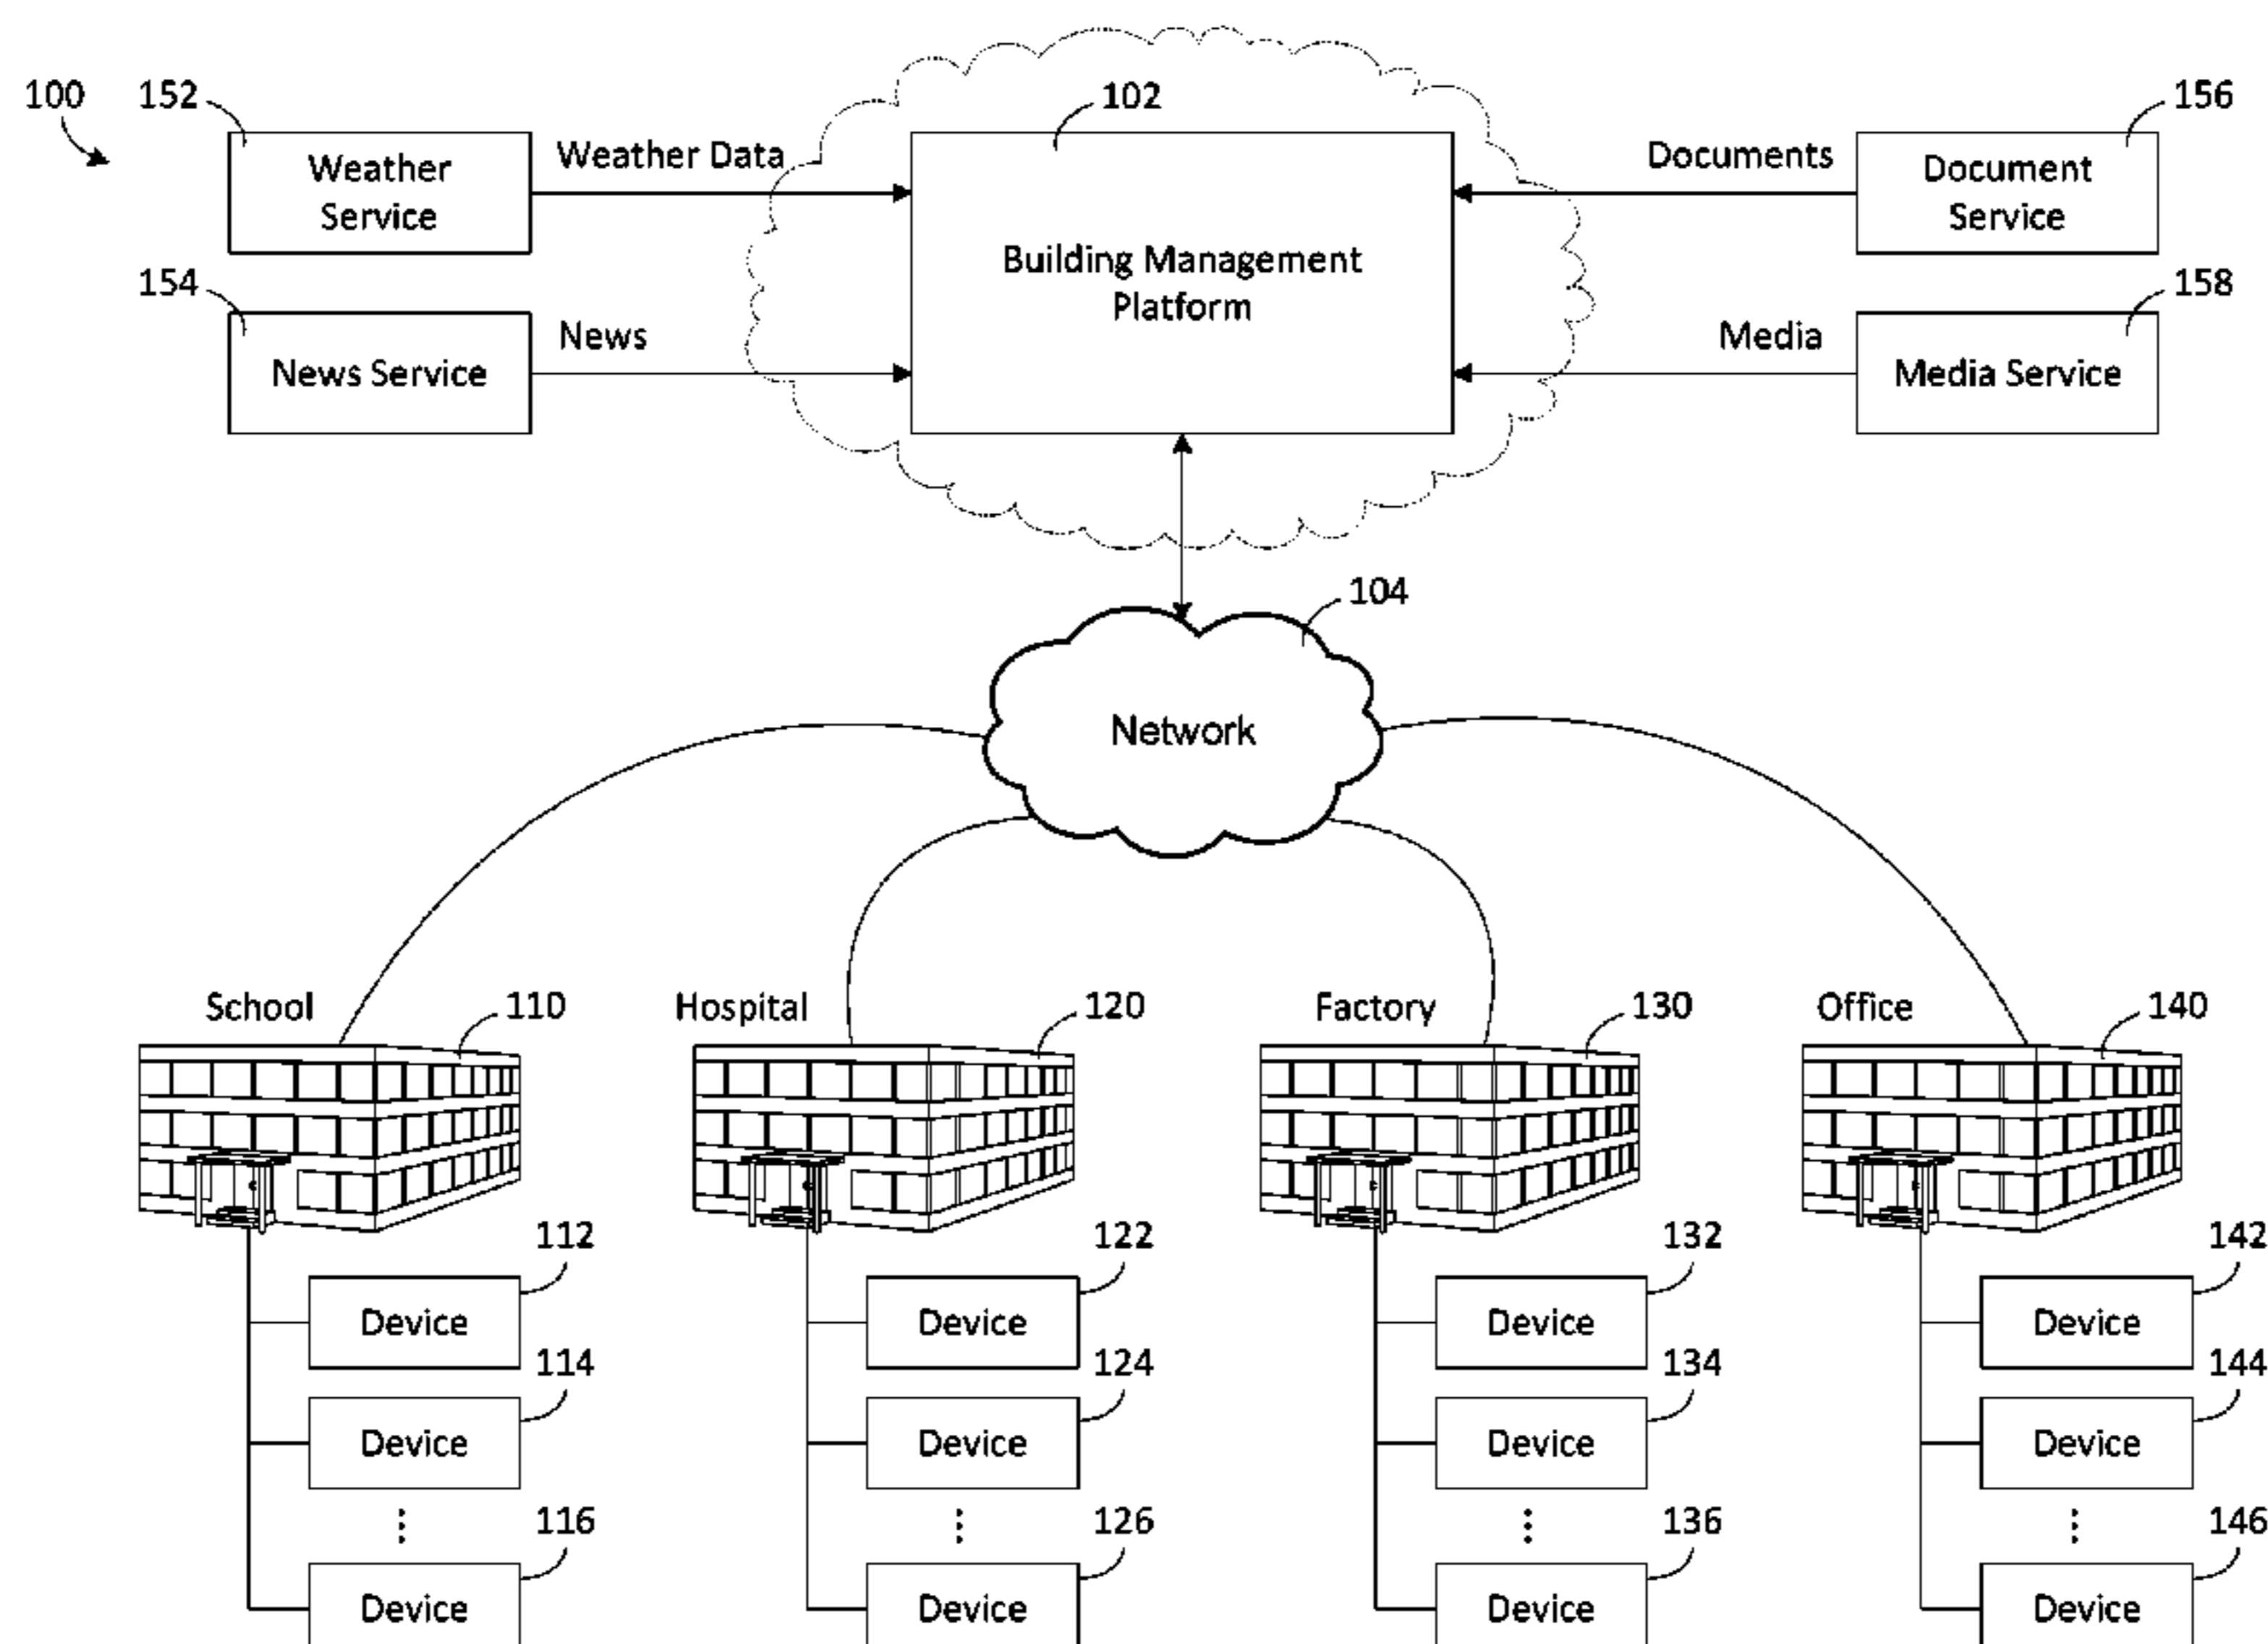 100
152
102
156
Weather
Service
Weather Data
Documents
Document
Service
Building Management
Platform
154
158
News Service
News
Media
Media Service
104
Network
School
110
Hospital
120
Factory
130
Office
140
112
122
132
142
Device
Device
Device
Device
114
124
134
144
Device
Device
Device
Device
⋮
⋮
⋮
⋮
116
126
136
146
Device
Device
Device
Device